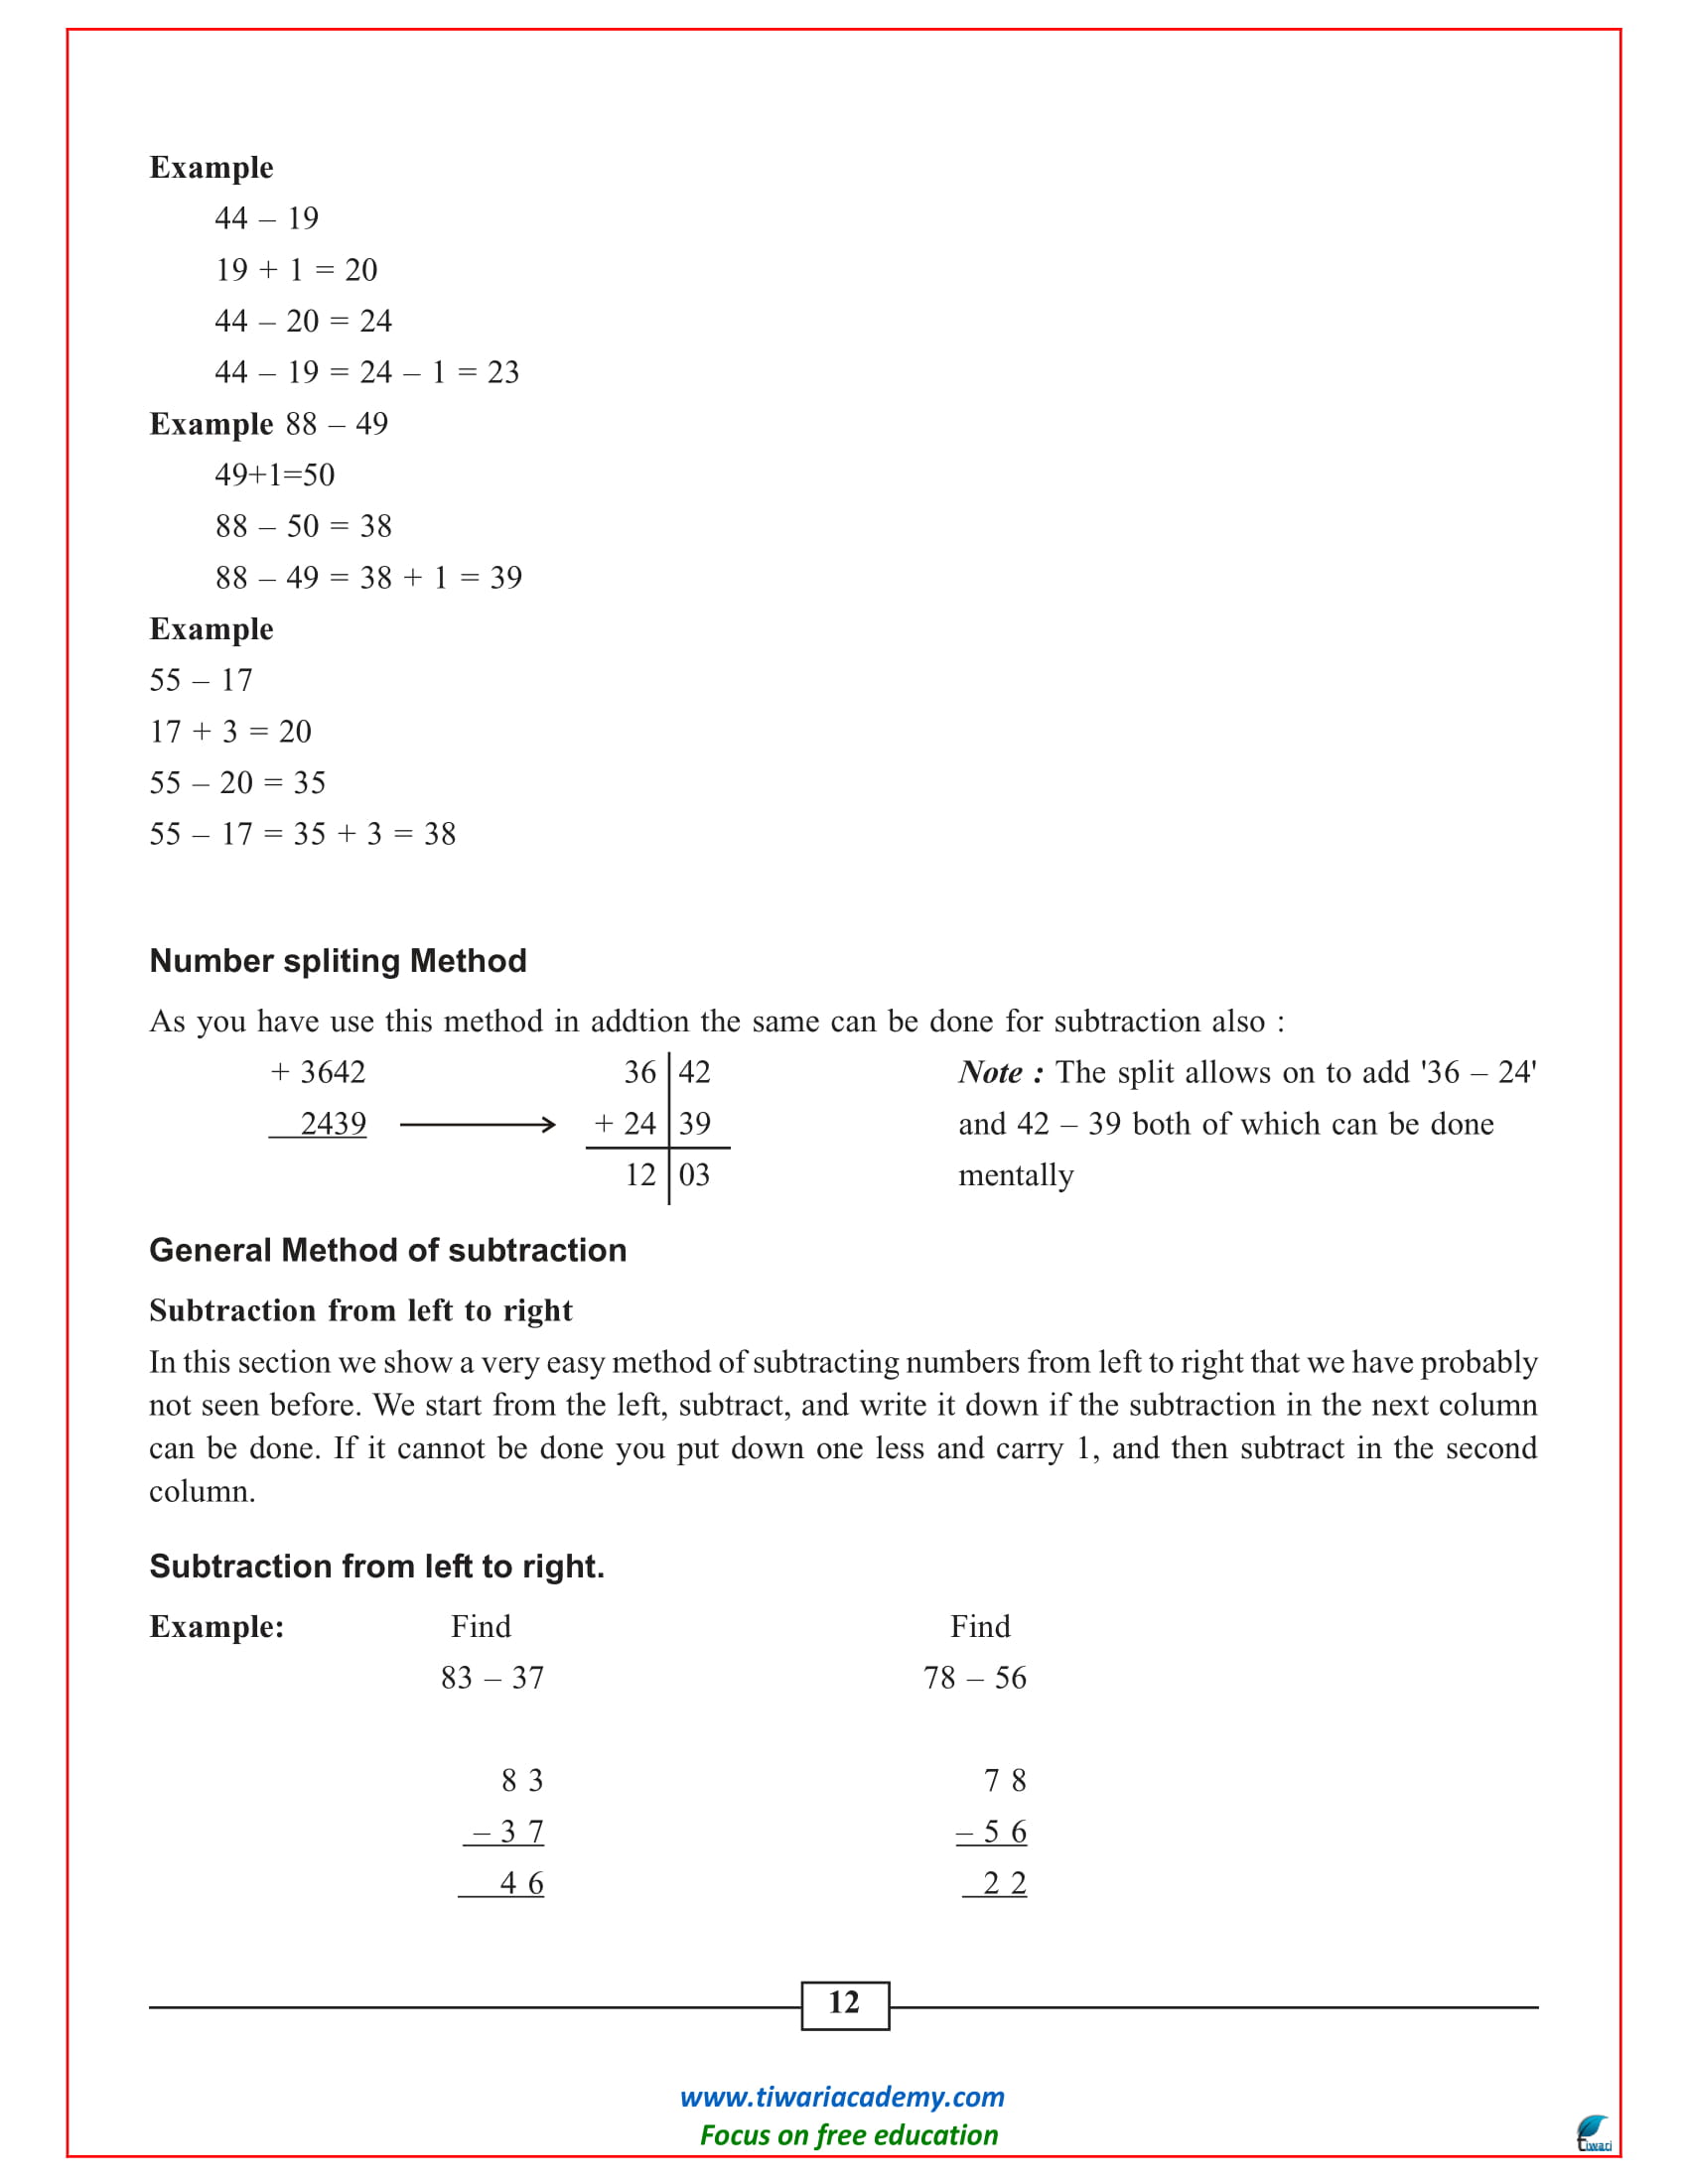 Example
44 – 19
19 + 1 = 20
44 – 20 = 24
44 – 19 = 24 – 1 = 23
Example 88 – 49
49+1=50
88 – 50 = 38
88 – 49 = 38 + 1 = 39
Example
55 – 17
17 + 3 = 20
55 – 20 = 35
55 – 17 = 35 + 3 = 38
Number spliting Method
As you have use this method in addtion the same can be done for subtraction also :
+ 3642 36 42 Note : The split allows on to add '36 – 24'
2439 + 24 39 and 42 – 39 both of which can be done
12 03 mentally
General Method of subtraction
Subtraction from left to right
In this section we show a very easy method of subtracting numbers from left to right that we have probably
not seen before. We start from the left, subtract, and write it down if the subtraction in the next column
can be done. If it cannot be done you put down one less and carry 1, and then subtract in the second
column.
Subtraction from left to right.
Example: Find Find
83 – 37 78 – 56
8 3 7 8
– 3 7 – 5 6
4 6 2 2
12
www.tiwariacademy.com
Focus on free education
Tiwari